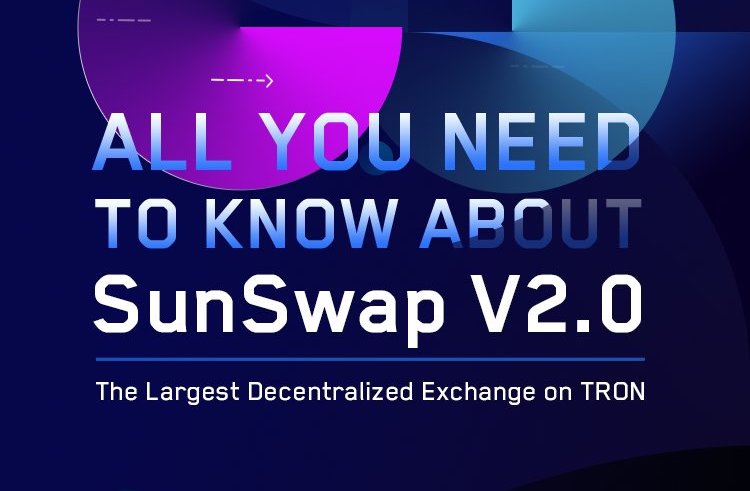 ALL YOU NEED
TO KNOW ABOUT
SunSwap V2.0
The Largest Decentralized Exchange on TRON